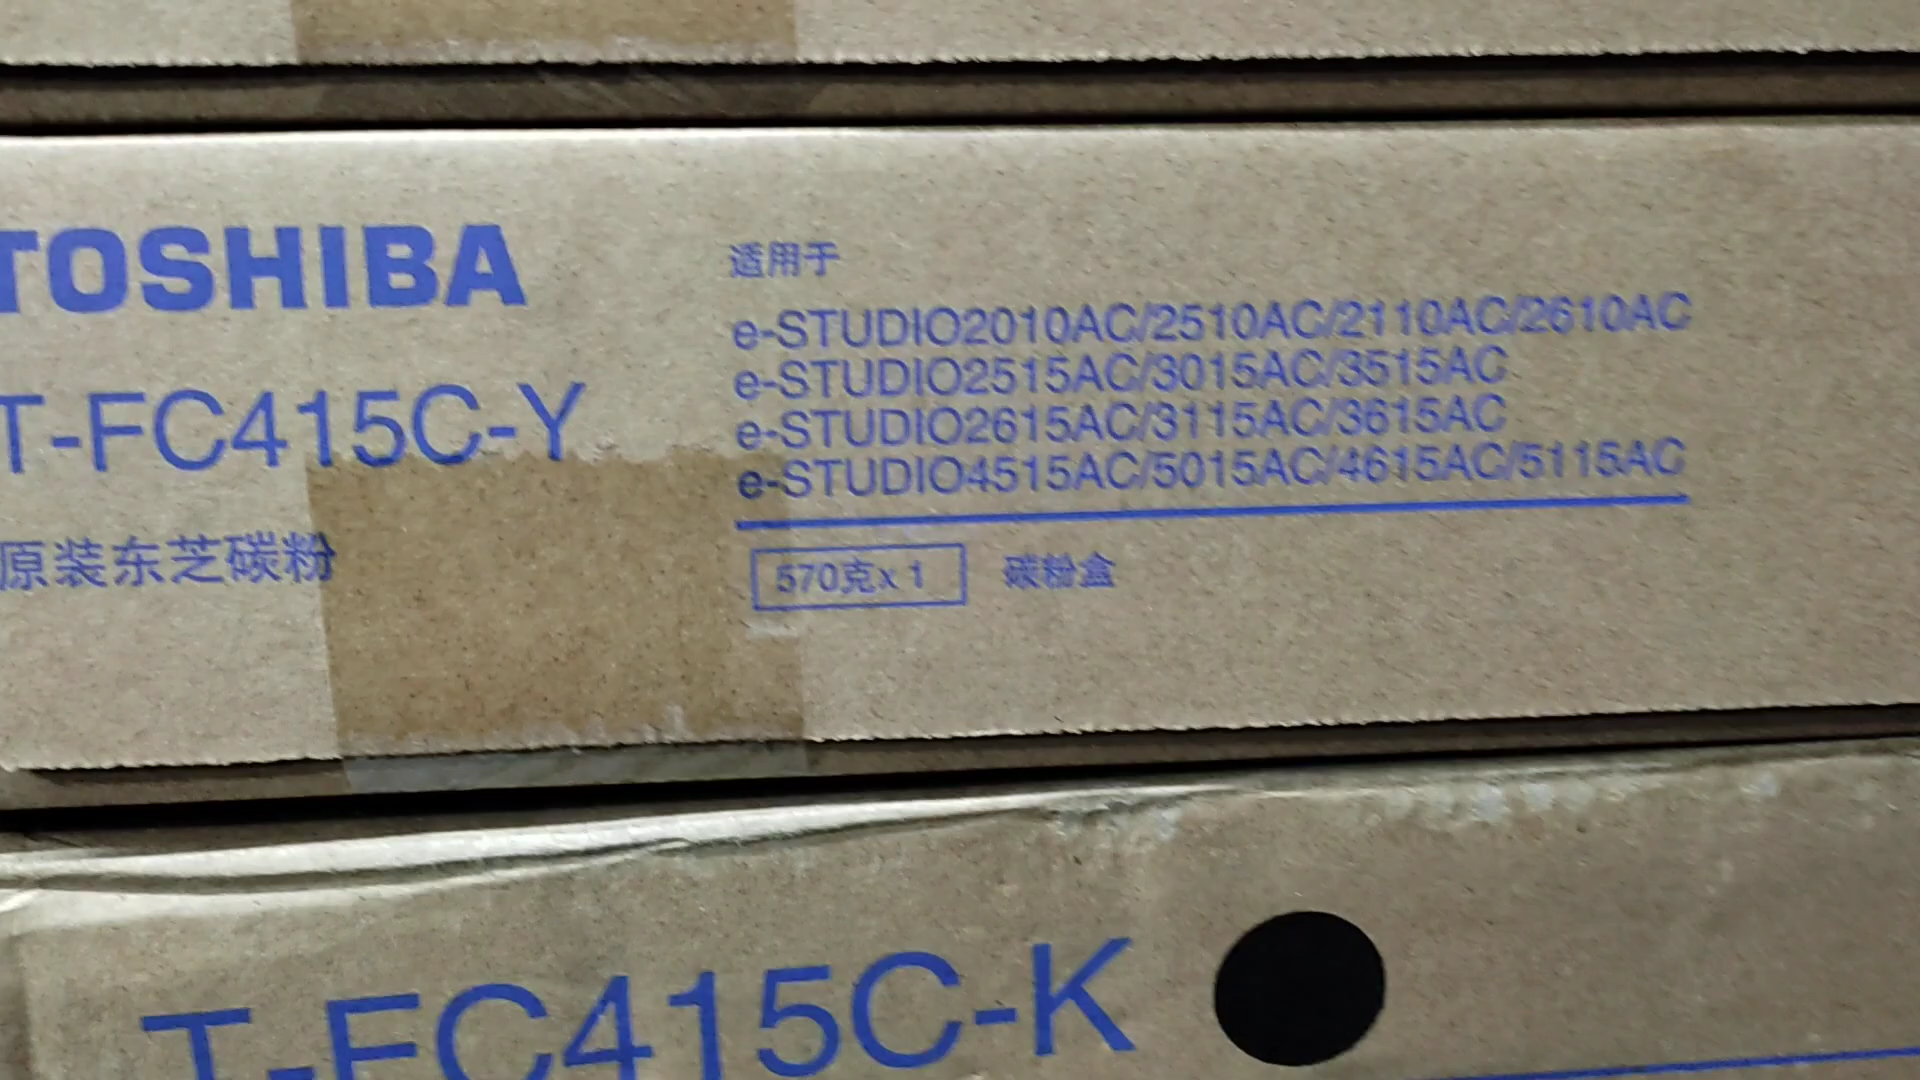 TOSHIBA
T-FC415C-Y
原装东芝碳粉
适用于
e-STUDIO2010AC/2510AC/2110AC/2610AC
e-STUDIO2515AC/3015AC/3515AC
e-STUDIO2615AC/3115AC/3615AC
e-STUDIO4515AC/5015AC/4615AC/5115AC
570克x1
碳粉盒
T-FC415C-K